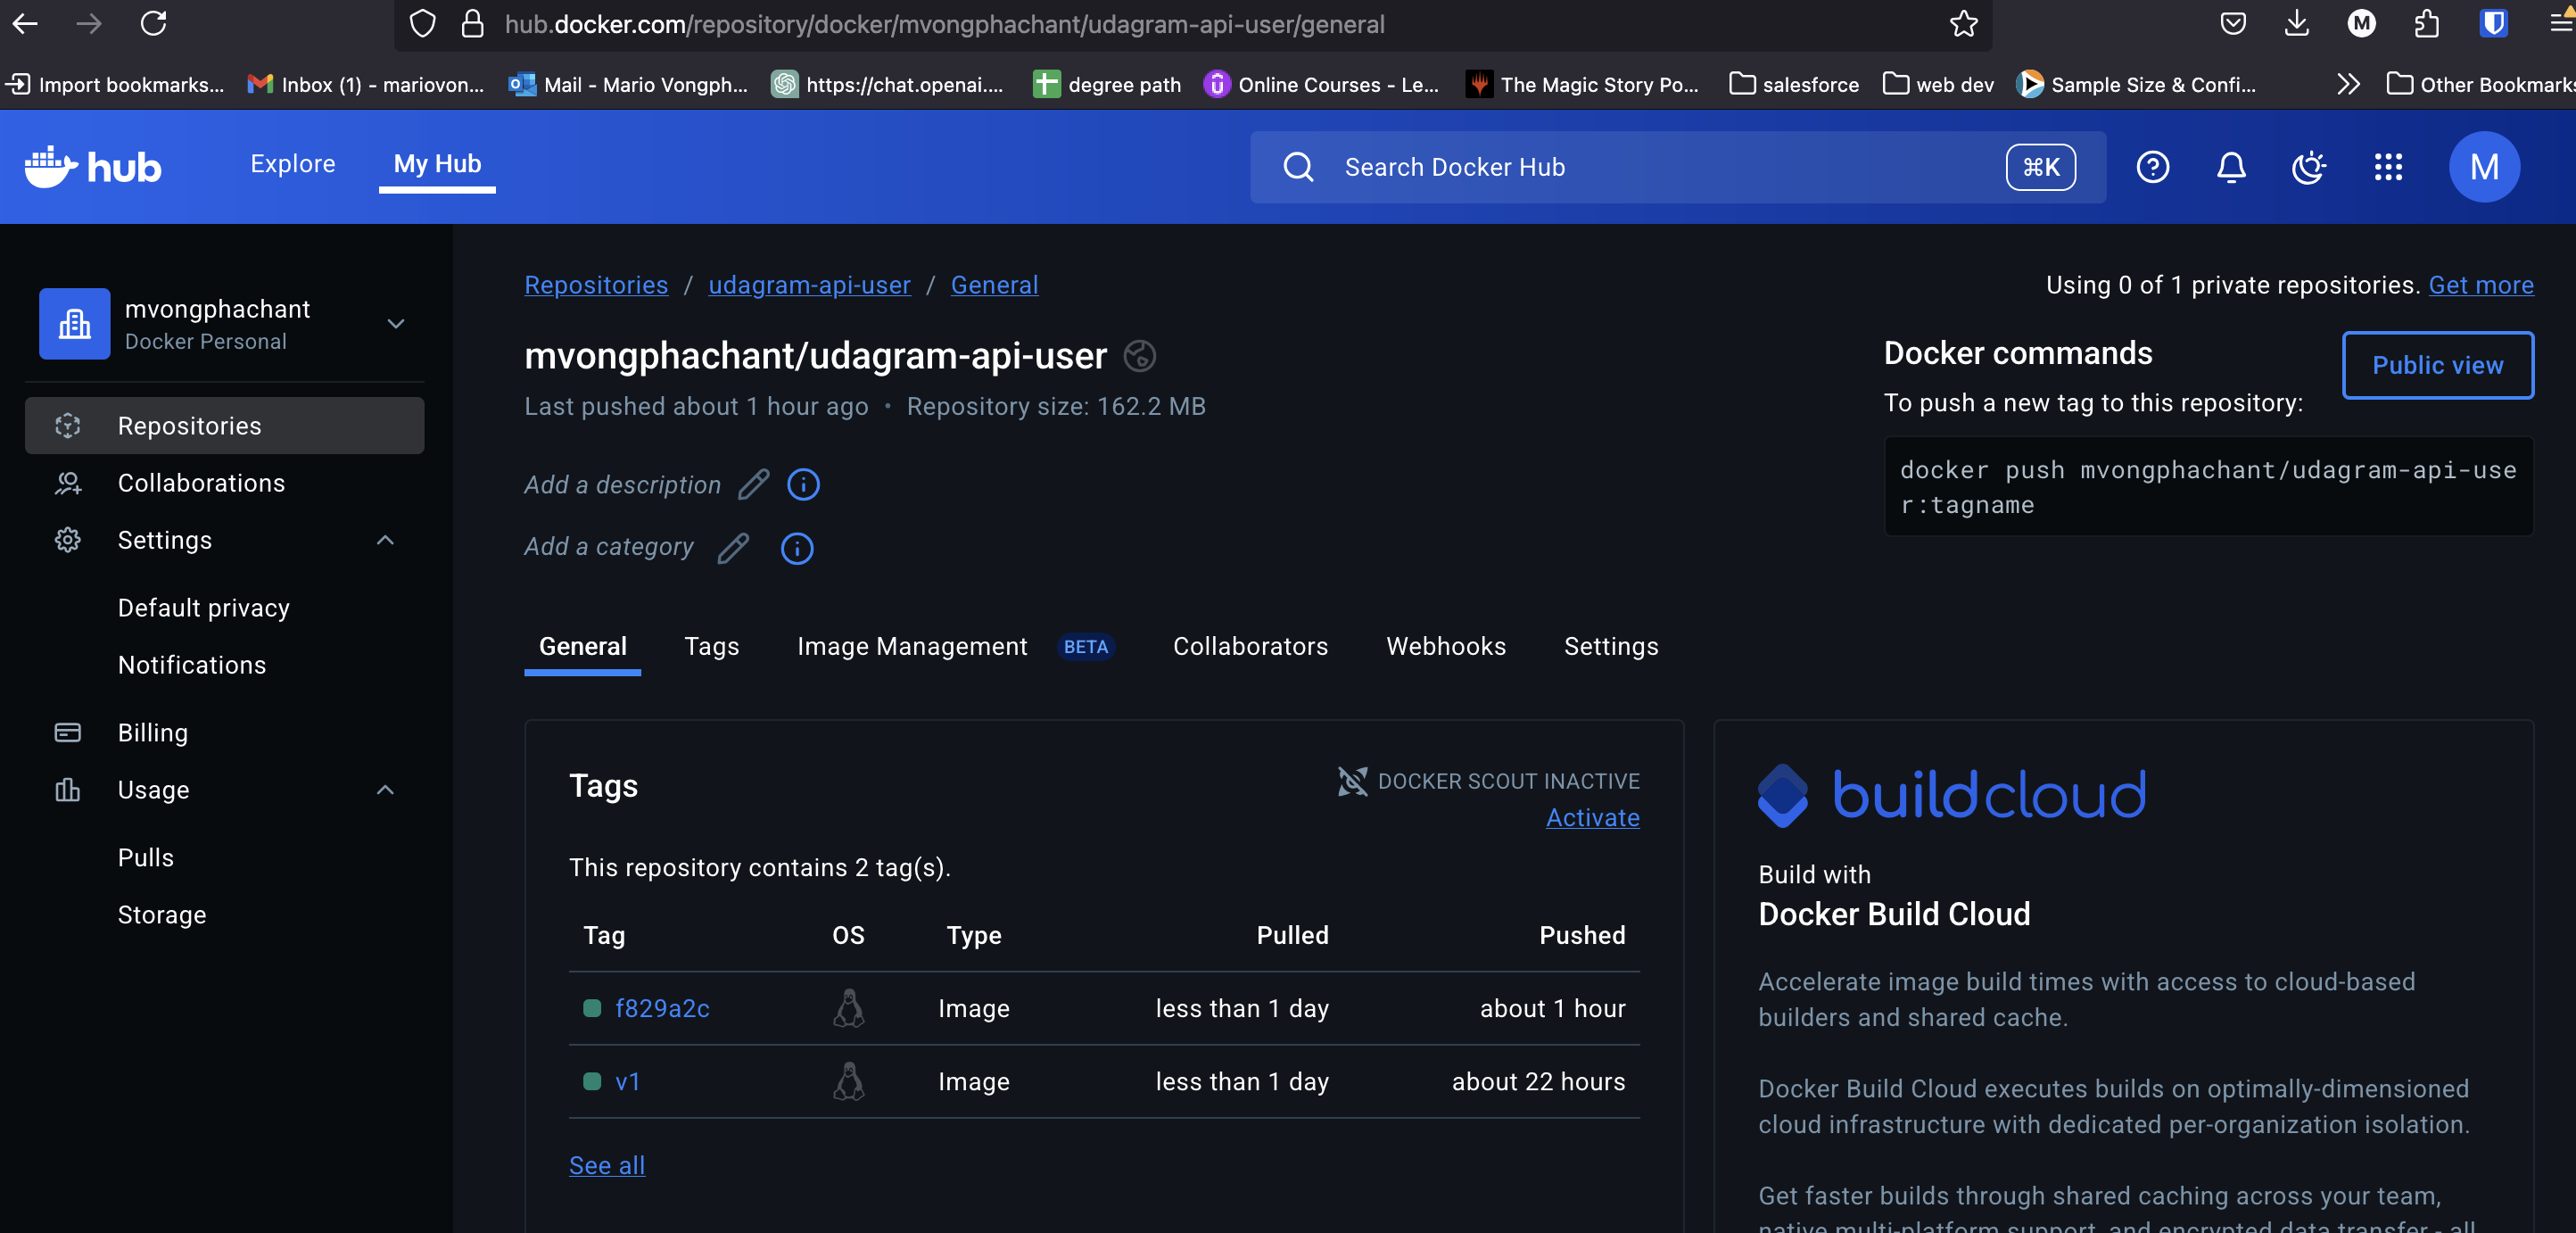 hub.docker.com/repository/docker/mvongphachant/udagram-api-user/general
M
Import bookmarks...
Inbox (1) - mariovon...
Mail - Mario Vongph...
https://chat.openai....
degree path
Online Courses - Le...
The Magic Story Po...
salesforce
web dev
Sample Size & Confi...
Other Bookmarks
hub
Explore
My Hub
Search Docker Hub
⌘K
M
mvongphachant
Docker Personal
Repositories
Collaborations
Settings
Default privacy
Notifications
Billing
Usage
Pulls
Storage
Repositories / udagram-api-user / General
Using 0 of 1 private repositories. Get more
mvongphachant/udagram-api-user
Last pushed about 1 hour ago • Repository size: 162.2 MB
Add a description
Add a category
Docker commands
Public view
To push a new tag to this repository:
docker push mvongphachant/udagram-api-use
r:tagname
General
Tags
Image Management BETA
Collaborators
Webhooks
Settings
Tags
DOCKER SCOUT INACTIVE
Activate
This repository contains 2 tag(s).
Tag OS Type Pulled Pushed
f829a2c Image less than 1 day about 1 hour
v1 Image less than 1 day about 22 hours
See all
buildcloud
Build with
Docker Build Cloud
Accelerate image build times with access to cloud-based
builders and shared cache.
Docker Build Cloud executes builds on optimally-dimensioned
cloud infrastructure with dedicated per-organization isolation.
Get faster builds through shared caching across your team,
native multi-platform support, and encrypted data transfer - all